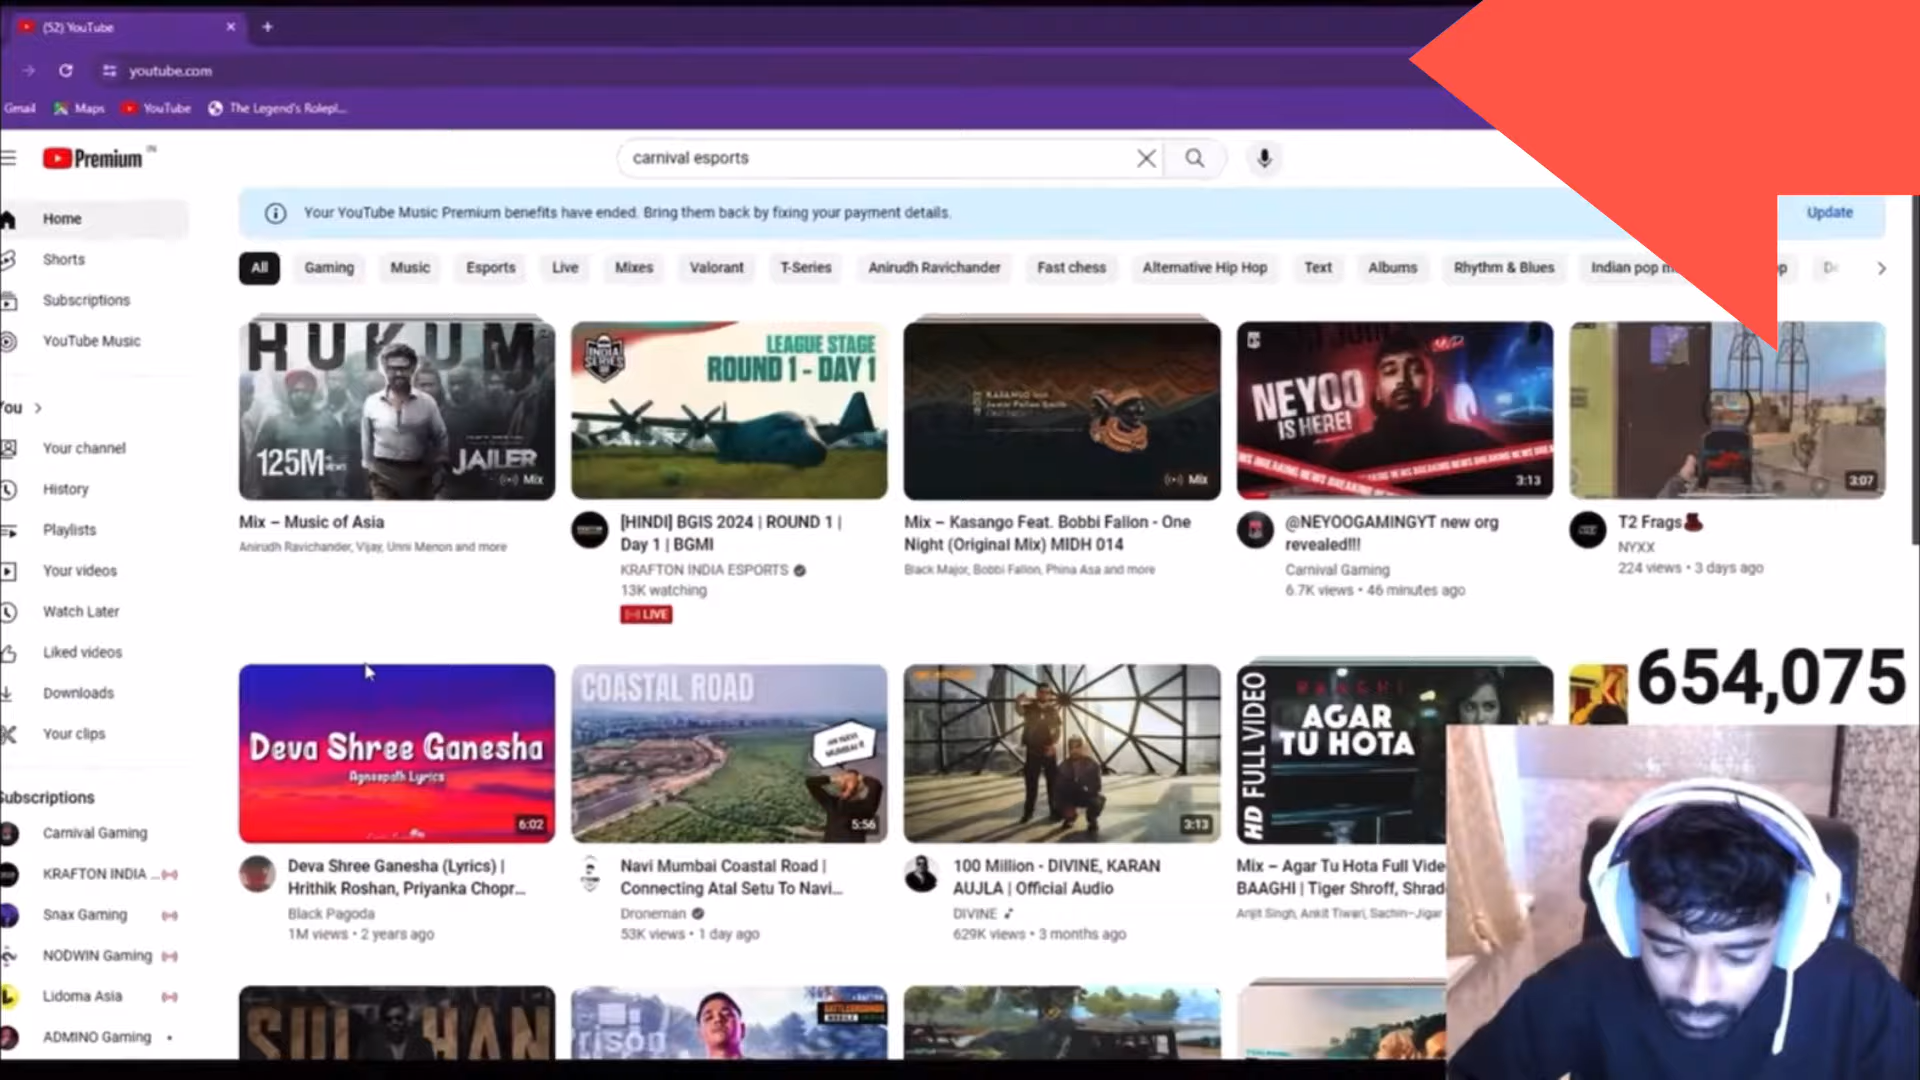 (52) YouTube
youtube.com
Gmail Maps YouTube The Legend's Rolepl...
Premium IN
carnival esports
Your YouTube Music Premium benefits have ended. Bring them back by fixing your payment details.
Update
All Gaming Music Esports Live Mixes Valorant T-Series Anirudh Ravichander Fast chess Alternative Hip Hop Text Albums Rhythm & Blues Indian pop m
Home
Shorts
Subscriptions
YouTube Music
You
Your channel
History
Playlists
Your videos
Watch Later
Liked videos
Downloads
Your clips
Subscriptions
Carnival Gaming
KRAFTON INDIA ...
Snax Gaming
NODWIN Gaming
Lidoma Asia
ADMINO Gaming
HUKUM
125M
VIEWS
JAILER
Mix
Mix – Music of Asia
Anirudh Ravichander, Vijay, Unni Menon and more
INDIA
SERIES
LEAGUE STAGE
ROUND 1 - DAY 1
[HINDI] BGIS 2024 | ROUND 1 |
Day 1 | BGMI
KRAFTON INDIA ESPORTS
13K watching
LIVE
Mix
Mix – Kasango Feat. Bobbi Fallon - One
Night (Original Mix) MIDH 014
Black Major, Bobbi Fallon, Phina Asa and more
NEYOO
IS HERE!
3:13
@NEYOOGAMINGYT new org
revealed!!!
Carnival Gaming
6.7K views • 46 minutes ago
3:07
T2 Frags
NYXX
224 views • 3 days ago
654,075
Deva Shree Ganesha
Agneepath Lyrics
6:02
Deva Shree Ganesha (Lyrics) |
Hrithik Roshan, Priyanka Chopr...
Black Pagoda
1M views • 2 years ago
COASTAL ROAD
5:56
Navi Mumbai Coastal Road |
Connecting Atal Setu To Navi...
Droneman
53K views • 1 day ago
3:13
100 Million - DIVINE, KARAN
AUJLA | Official Audio
DIVINE
629K views • 3 months ago
HD FULL VIDEO
BAAGHI
AGAR
TU HOTA
Mix – Agar Tu Hota Full Vide
BAAGHI | Tiger Shroff, Shrad
Arijit Singh, Ankit Tiwari, Sachin-Jigar